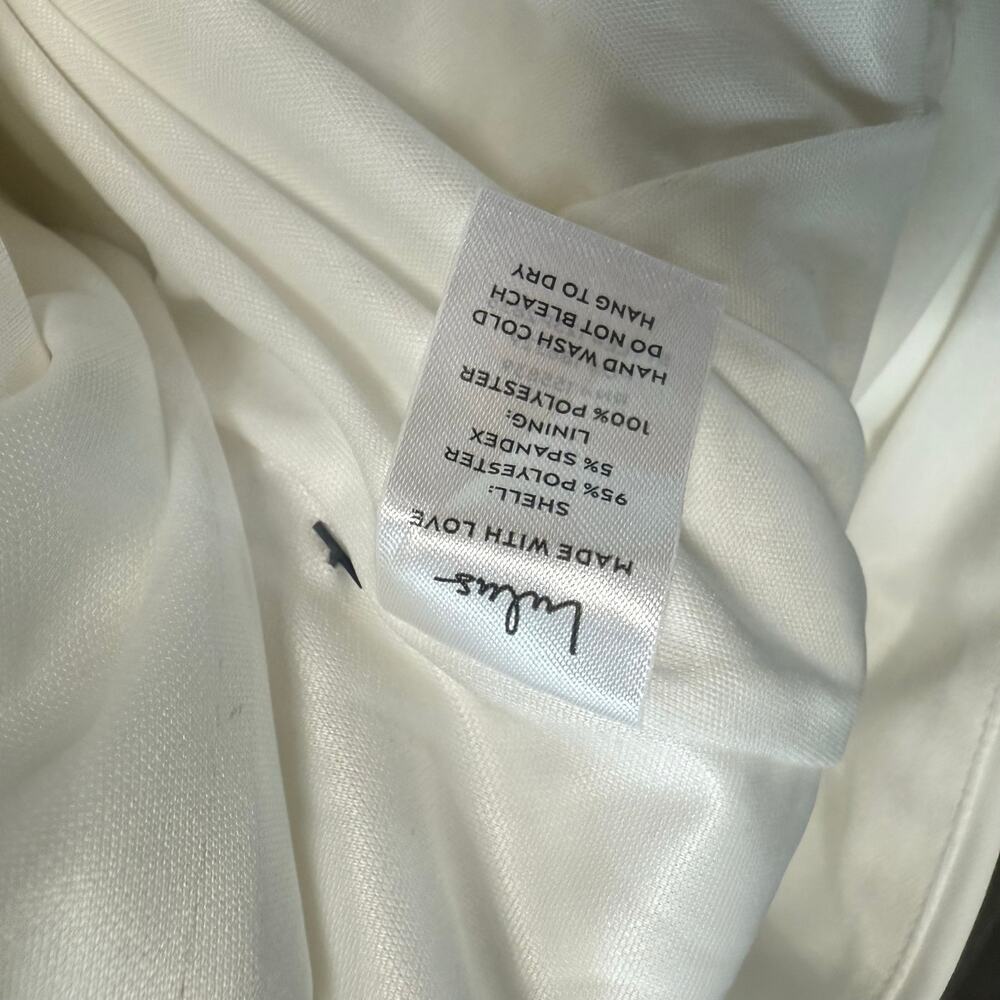 Lulus
MADE WITH LOVE
SHELL:
95% POLYESTER
5% SPANDEX
LINING:
100% POLYESTER
HAND WASH COLD
DO NOT BLEACH
HANG TO DRY